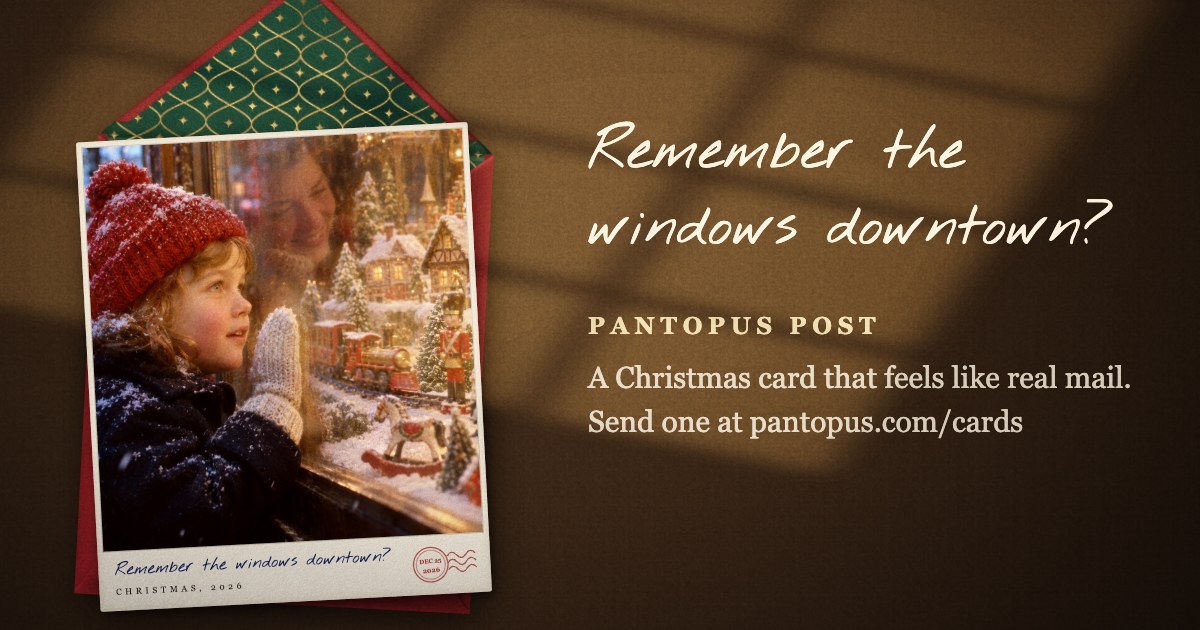 Remember the
windows downtown?
PANTOPUS POST
A Christmas card that feels like real mail.
Send one at pantopus.com/cards
Remember the windows downtown?
CHRISTMAS, 2026
DEC 25
2026